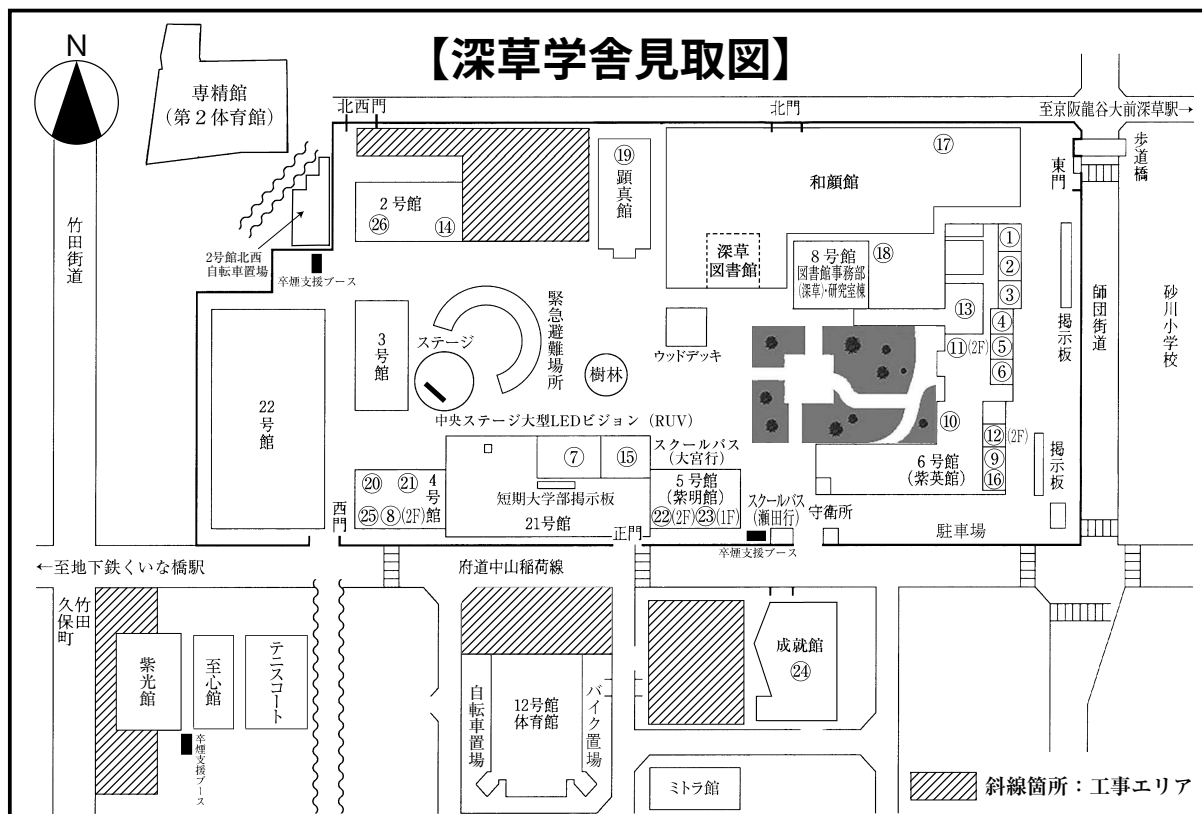 【深草学舎見取図】
N
専精館
(第2体育館)
北西門
北門
至京阪龍谷大前深草駅→
歩道橋
東門
⑰
和顔館
⑲
顕真館
2号館
㉖
⑭
竹田街道
2号館北西
自転車置場
卒煙支援ブース
深草
図書館
8号館
図書館事務部
(深草)・研究室棟
⑱
①
②
③
⑬
④
⑤
⑥
⑪(2F)
掲示板
師団街道
砂川小学校
緊急避難場所
ステージ
3号館
樹林
ウッドデッキ
22号館
中央ステージ大型LEDビジョン(RUV)
⑩
⑫(2F)
⑨
⑯
掲示板
6号館
(紫英館)
スクールバス
(大宮行)
⑦
⑮
短期大学部掲示板
21号館
⑳
㉑
㉕
⑧(2F)
4号館
5号館
(紫明館)
㉒(2F)
㉓(1F)
スクールバス
(瀬田行)
守衛所
卒煙支援ブース
駐車場
西門
正門
←至地下鉄くいな橋駅
府道中山稲荷線
竹田
久保町
紫光館
至心館
テニスコート
卒煙支援ブース
自転車置場
12号館
体育館
バイク置場
成就館
㉔
ミトラ館
斜線箇所:工事エリア